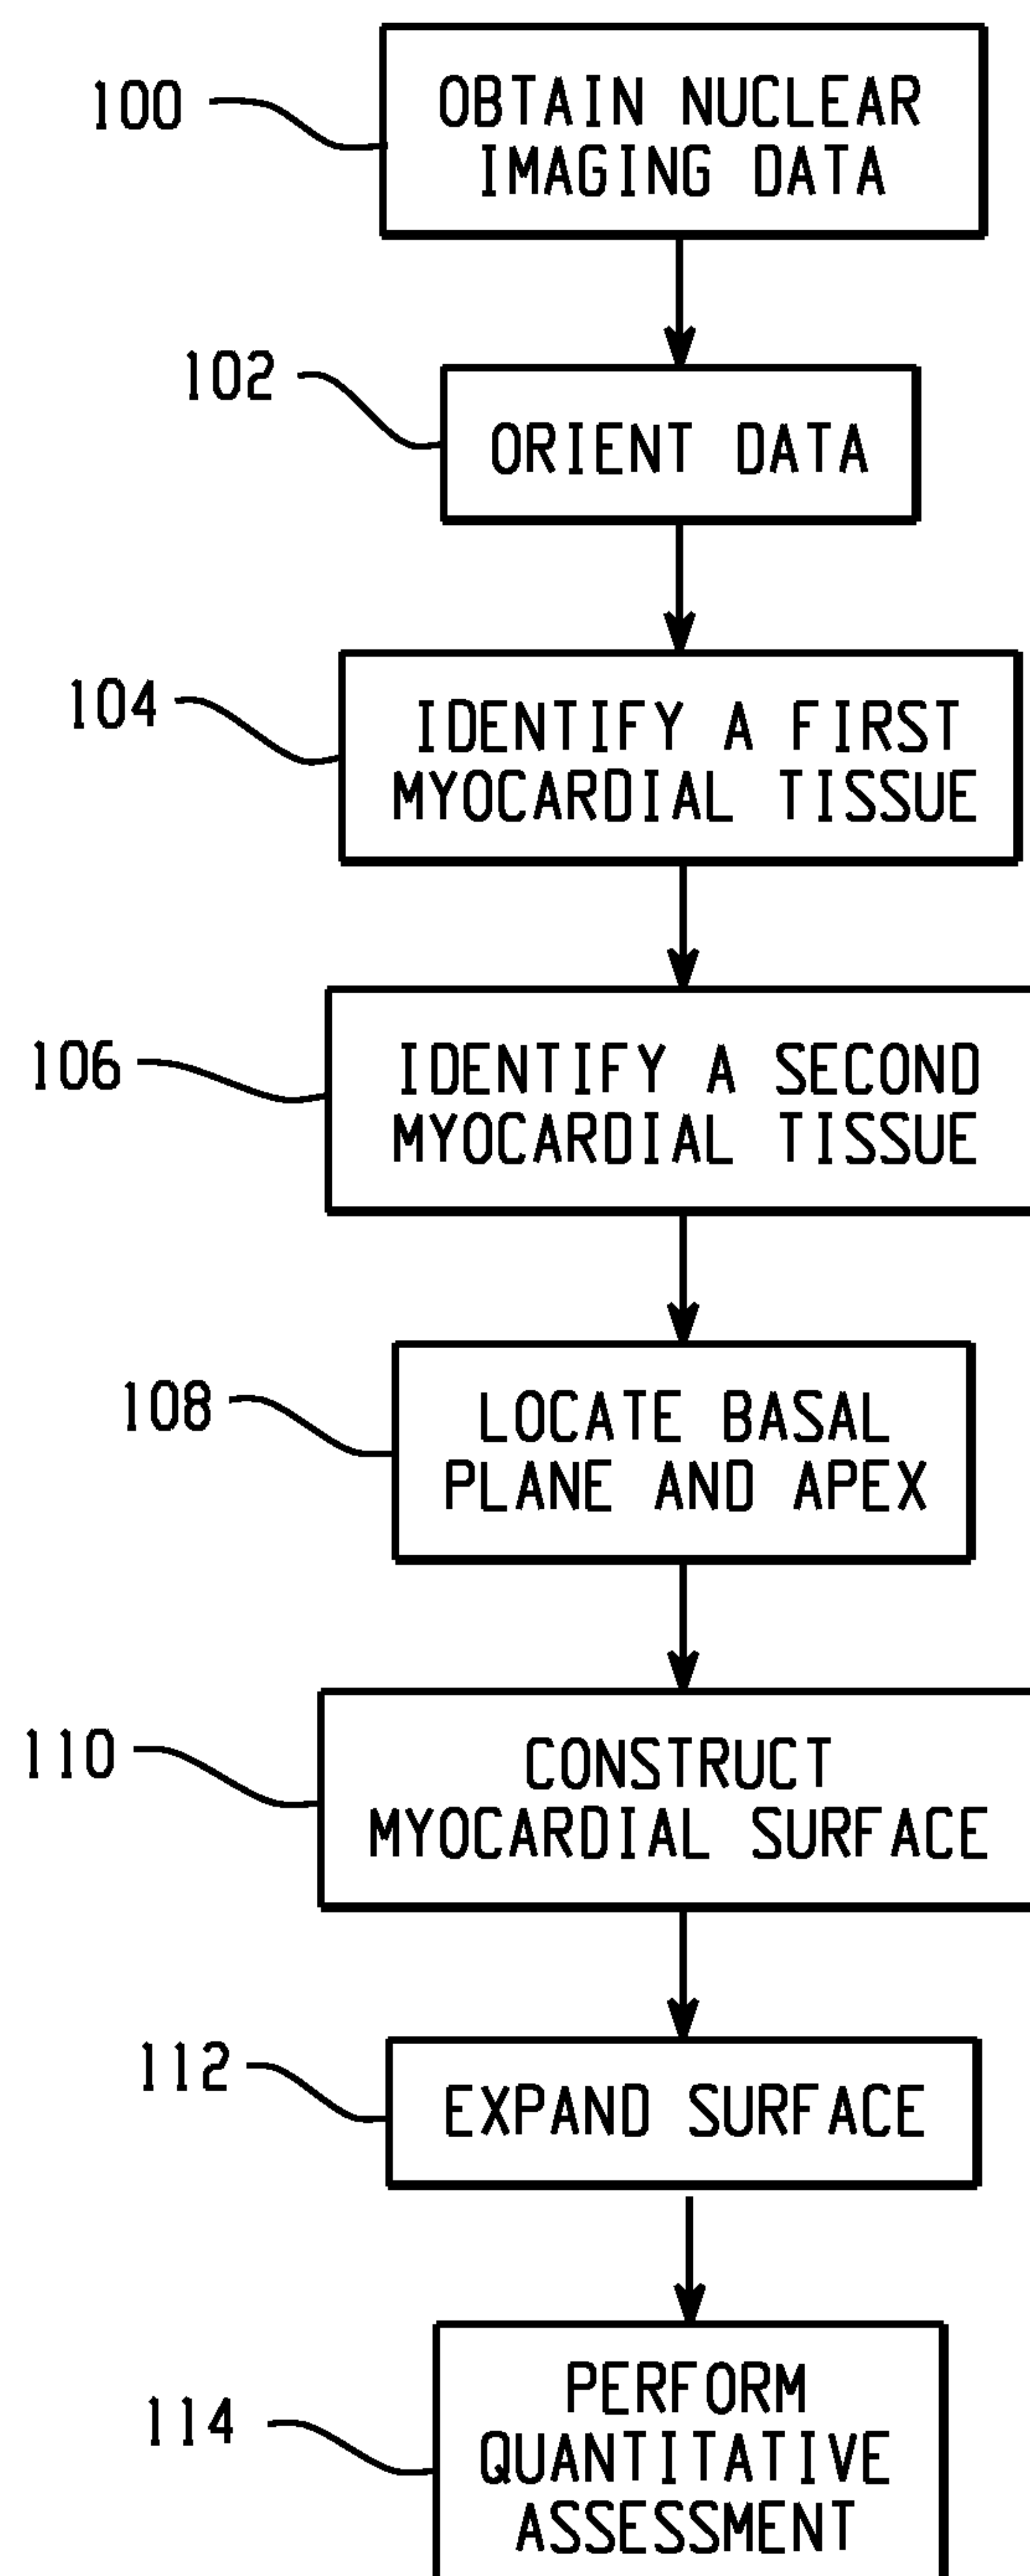 100
OBTAIN NUCLEAR
IMAGING DATA
102
ORIENT DATA
104
IDENTIFY A FIRST
MYOCARDIAL TISSUE
106
IDENTIFY A SECOND
MYOCARDIAL TISSUE
108
LOCATE BASAL
PLANE AND APEX
110
CONSTRUCT
MYOCARDIAL SURFACE
112
EXPAND SURFACE
114
PERFORM
QUANTITATIVE
ASSESSMENT